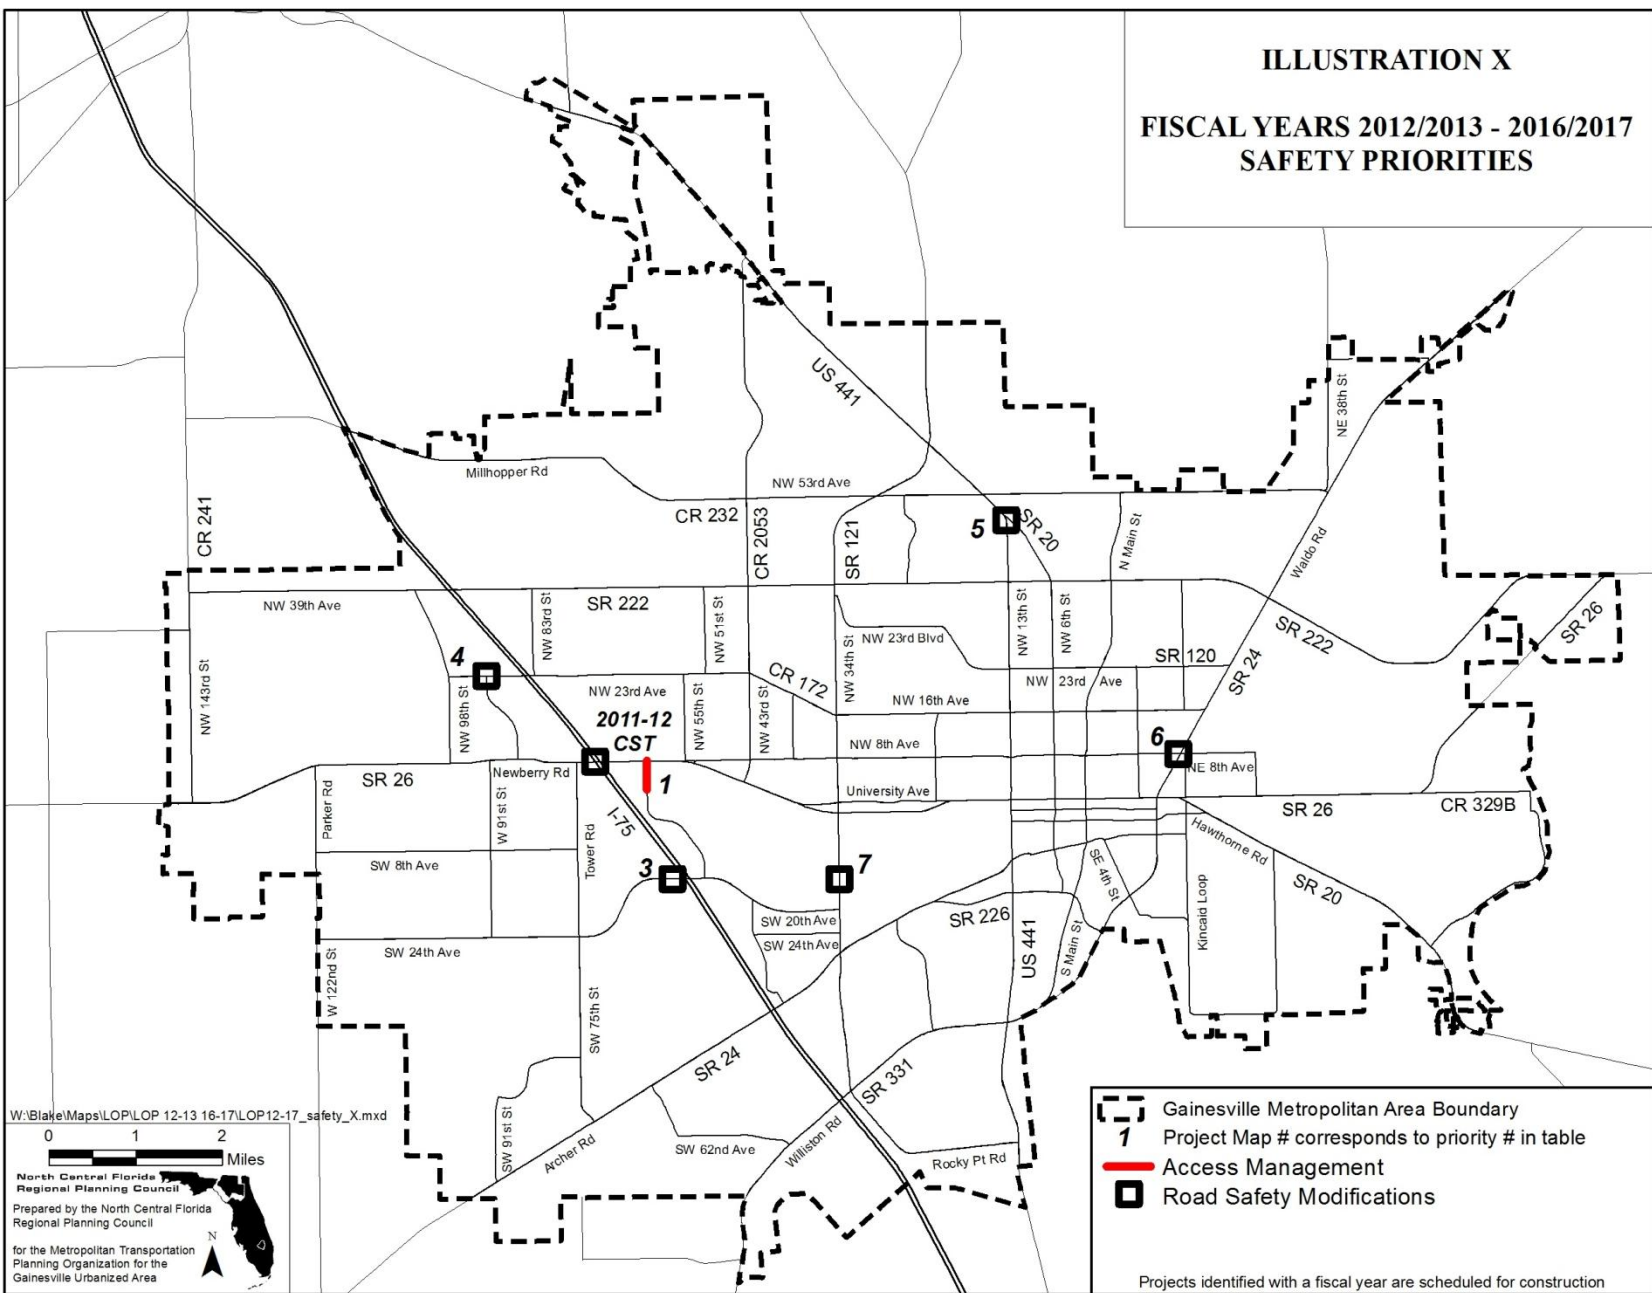 ILLUSTRATION X
FISCAL YEARS 2012/2013 - 2016/2017
SAFETY PRIORITIES
US 441
NE 38th St
Millhopper Rd
NW 53rd Ave
CR 241
CR 232
CR 2053
SR 121
5
SR 20
N Main St
Waldo Rd
NW 39th Ave
NW 83rd St
SR 222
NW 51st St
NW 34th St
NW 23rd Blvd
NW 13th St
NW 6th St
SR 120
SR 24
SR 222
SR 26
4
NW 143rd St
NW 98th St
NW 23rd Ave
NW 55th St
NW 43rd St
CR 172
NW 16th Ave
NW 23rd Ave
2011-12
CST
NW 8th Ave
6
NE 8th Ave
SR 26
Newberry Rd
1
University Ave
SR 26
CR 329B
Parker Rd
W 91st St
I-75
Tower Rd
SW 8th Ave
3
7
Hawthorne Rd
SE 4th St
SR 20
Kincaid Loop
SW 20th Ave
SR 226
SW 24th Ave
SW 24th Ave
US 441
S Main St
W 122nd St
SW 75th St
SR 24
SR 331
SW 91st St
Archer Rd
SW 62nd Ave
Williston Rd
Rocky Pt Rd
W:\Blake\Maps\LOP\LOP 12-13 16-17\LOP12-17_safety_X.mxd
0 1 2
Miles
North Central Florida
Regional Planning Council
Prepared by the North Central Florida
Regional Planning Council
N
for the Metropolitan Transportation
Planning Organization for the
Gainesville Urbanized Area
Gainesville Metropolitan Area Boundary
1 Project Map # corresponds to priority # in table
Access Management
Road Safety Modifications
Projects identified with a fiscal year are scheduled for construction